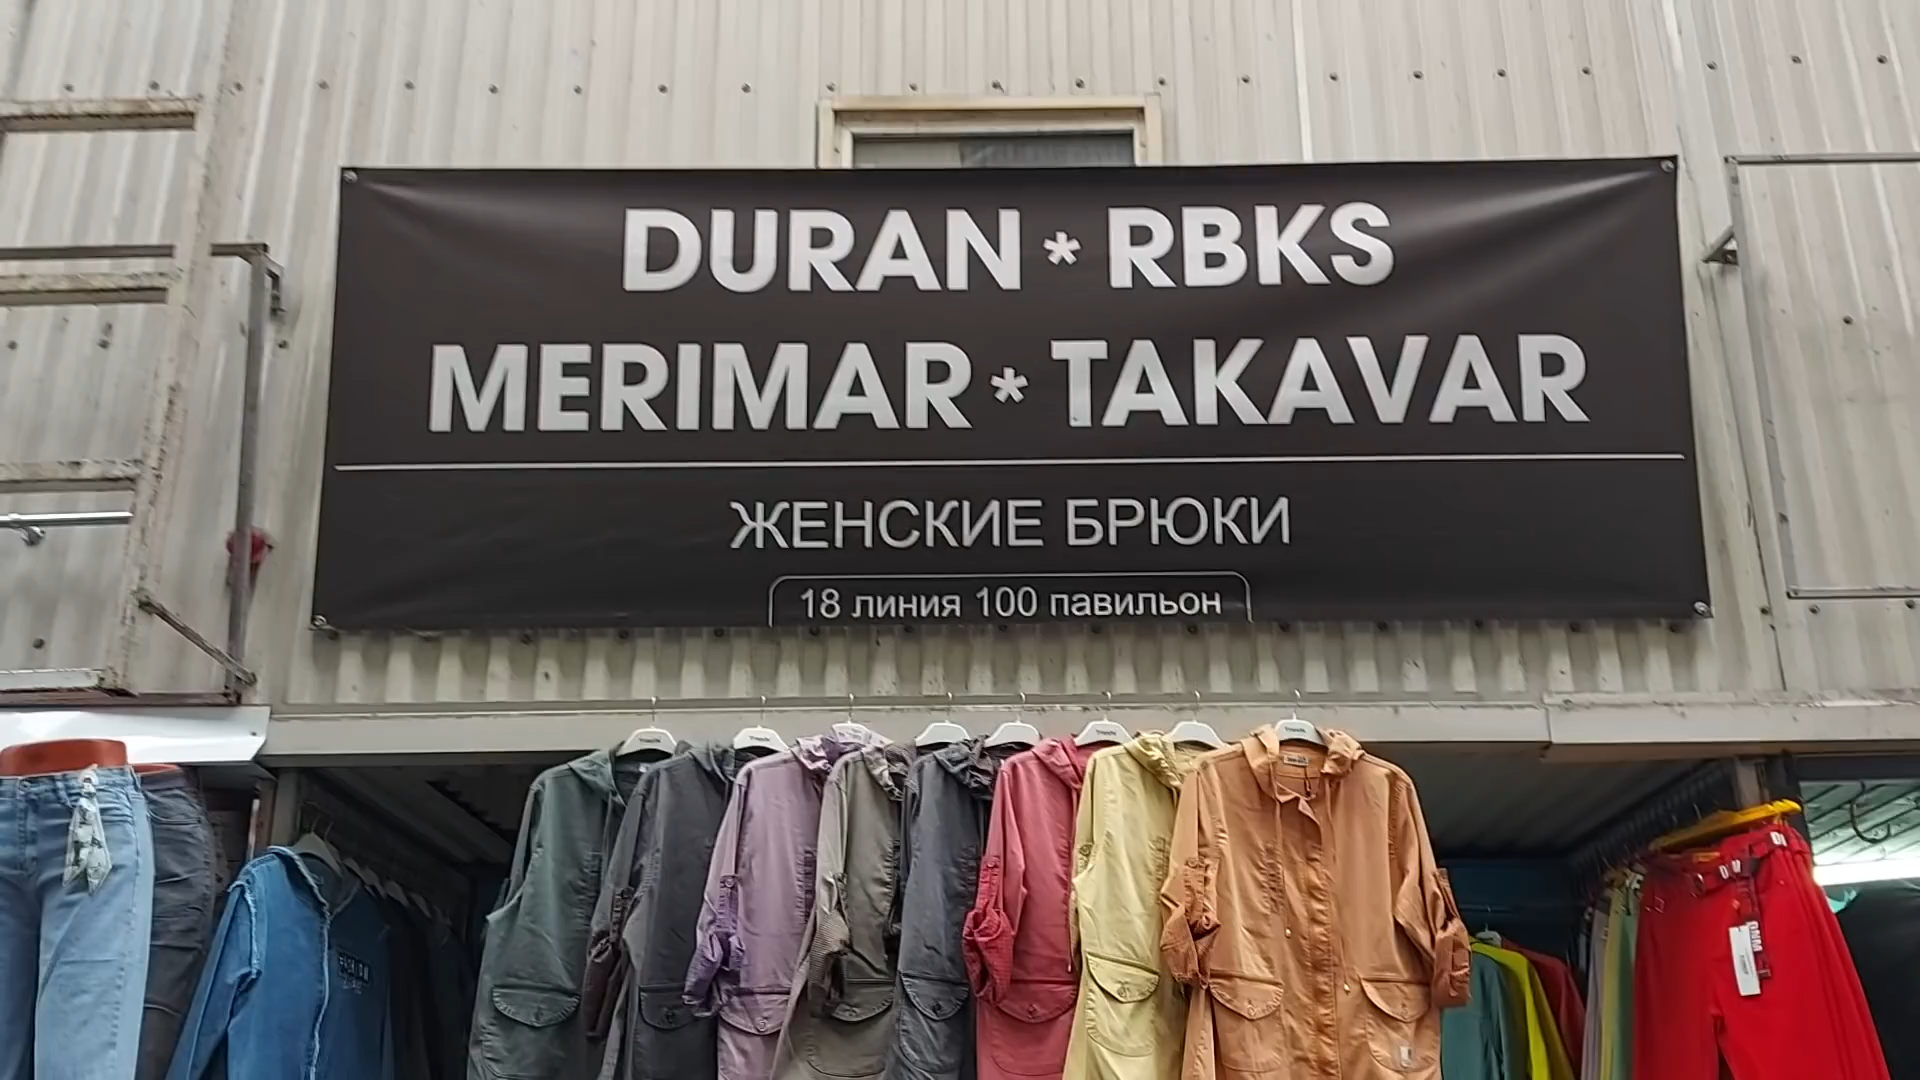 DURAN * RBKS
MERIMAR * TAKAVAR
ЖЕНСКИЕ БРЮКИ
18 линия 100 павильон